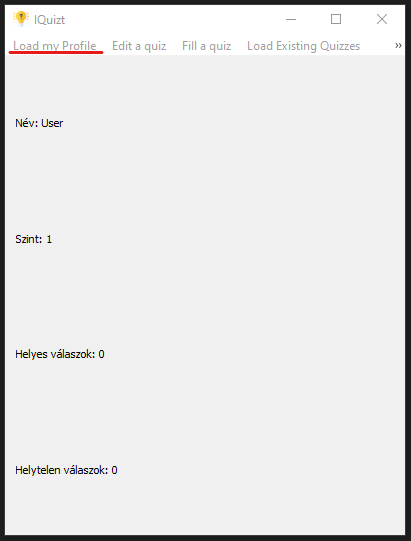 IQuizt
Load my Profile Edit a quiz Fill a quiz Load Existing Quizzes »
Név: User
Szint: 1
Helyes válaszok: 0
Helytelen válaszok: 0